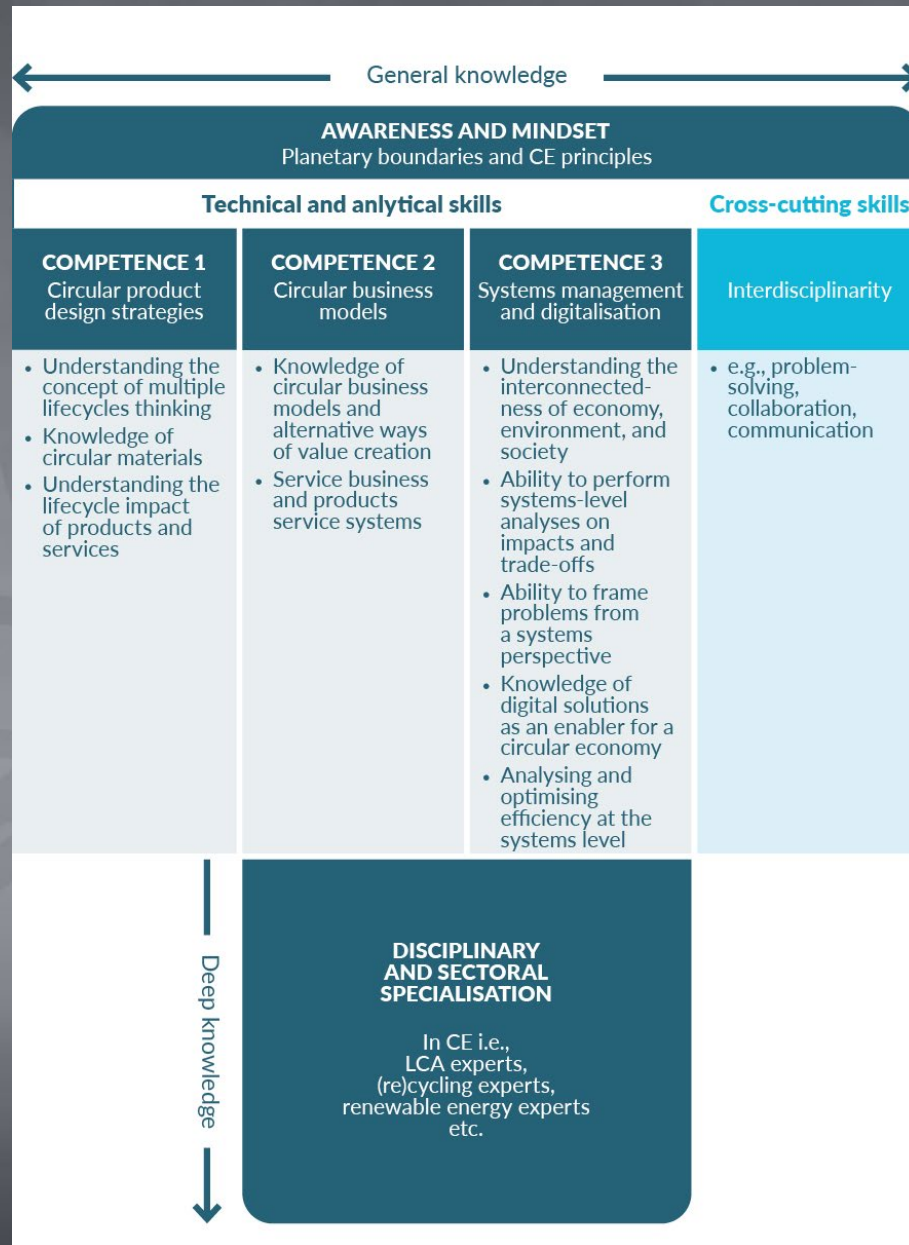 General knowledge
AWARENESS AND MINDSET
Planetary boundaries and CE principles
Technical and anlytical skills
Cross-cutting skills
COMPETENCE 1
Circular product
design strategies
• Understanding the
concept of multiple
lifecycles thinking
• Knowledge of
circular materials
• Understanding the
lifecycle impact
of products and
services
COMPETENCE 2
Circular business
models
• Knowledge of
circular business
models and
alternative ways
of value creation
• Service business
and products
service systems
COMPETENCE 3
Systems management
and digitalisation
• Understanding the
interconnected-
ness of economy,
environment, and
society
• Ability to perform
systems-level
analyses on
impacts and
trade-offs
• Ability to frame
problems from
a systems
perspective
• Knowledge of
digital solutions
as an enabler for a
circular economy
• Analysing and
optimising
efficiency at the
systems level
Interdisciplinarity
• e.g., problem-
solving,
collaboration,
communication
Deep knowledge
DISCIPLINARY
AND SECTORAL
SPECIALISATION
In CE i.e.,
LCA experts,
(re)cycling experts,
renewable energy experts
etc.